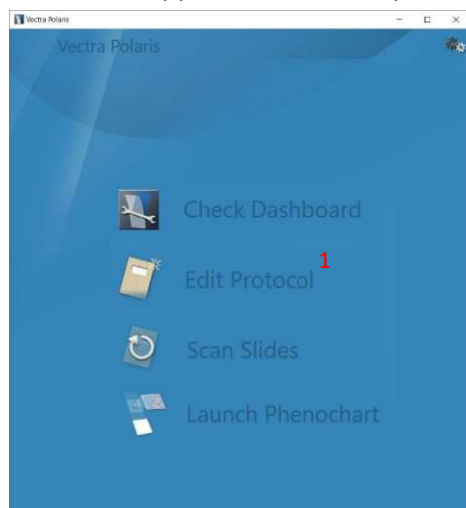 Vectra Polaris
Vectra Polaris
Check Dashboard
1
Edit Protocol
Scan Slides
Launch Phenochart